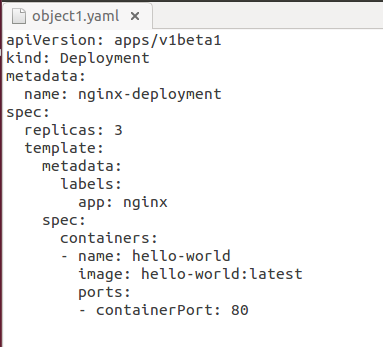 object1.yaml
apiVersion: apps/v1beta1
kind: Deployment
metadata:
  name: nginx-deployment
spec:
  replicas: 3
  template:
    metadata:
      labels:
        app: nginx
    spec:
      containers:
      - name: hello-world
        image: hello-world:latest
        ports:
        - containerPort: 80